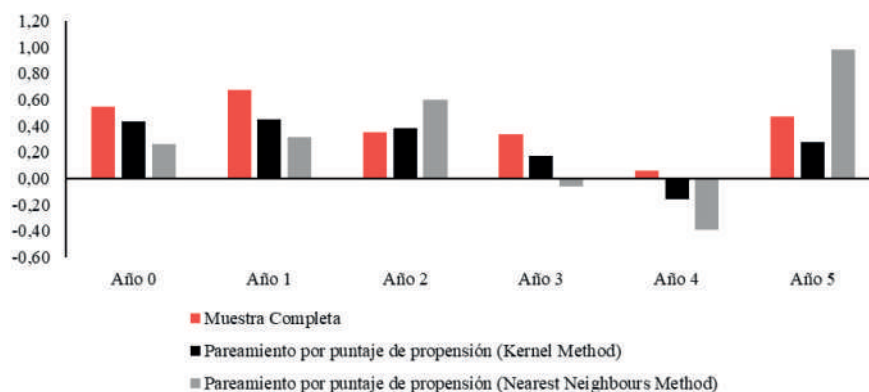 1,20
1,00
0,80
0,60
0,40
0,20
0,00
-0,20
-0,40
-0,60
Año 0 Año 1 Año 2 Año 3 Año 4 Año 5
Muestra Completa
Pareamiento por puntaje de propensión (Kernel Method)
Pareamiento por puntaje de propensión (Nearest Neighbours Method)